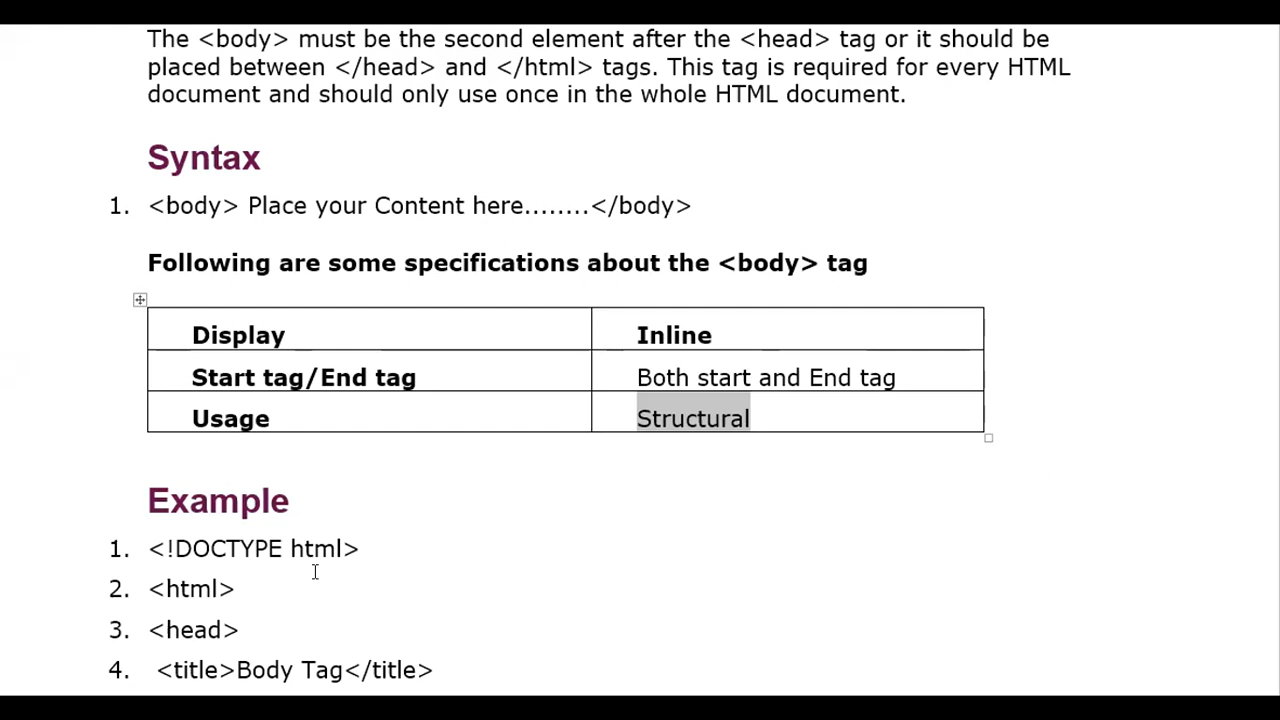 The <body> must be the second element after the <head> tag or it should be
placed between </head> and </html> tags. This tag is required for every HTML
document and should only use once in the whole HTML document.
Syntax
1. <body> Place your Content here........</body>
Following are some specifications about the <body> tag
Display Inline
Start tag/End tag Both start and End tag
Usage Structural
Example
1. <!DOCTYPE html>
2. <html>
3. <head>
4. <title>Body Tag</title>